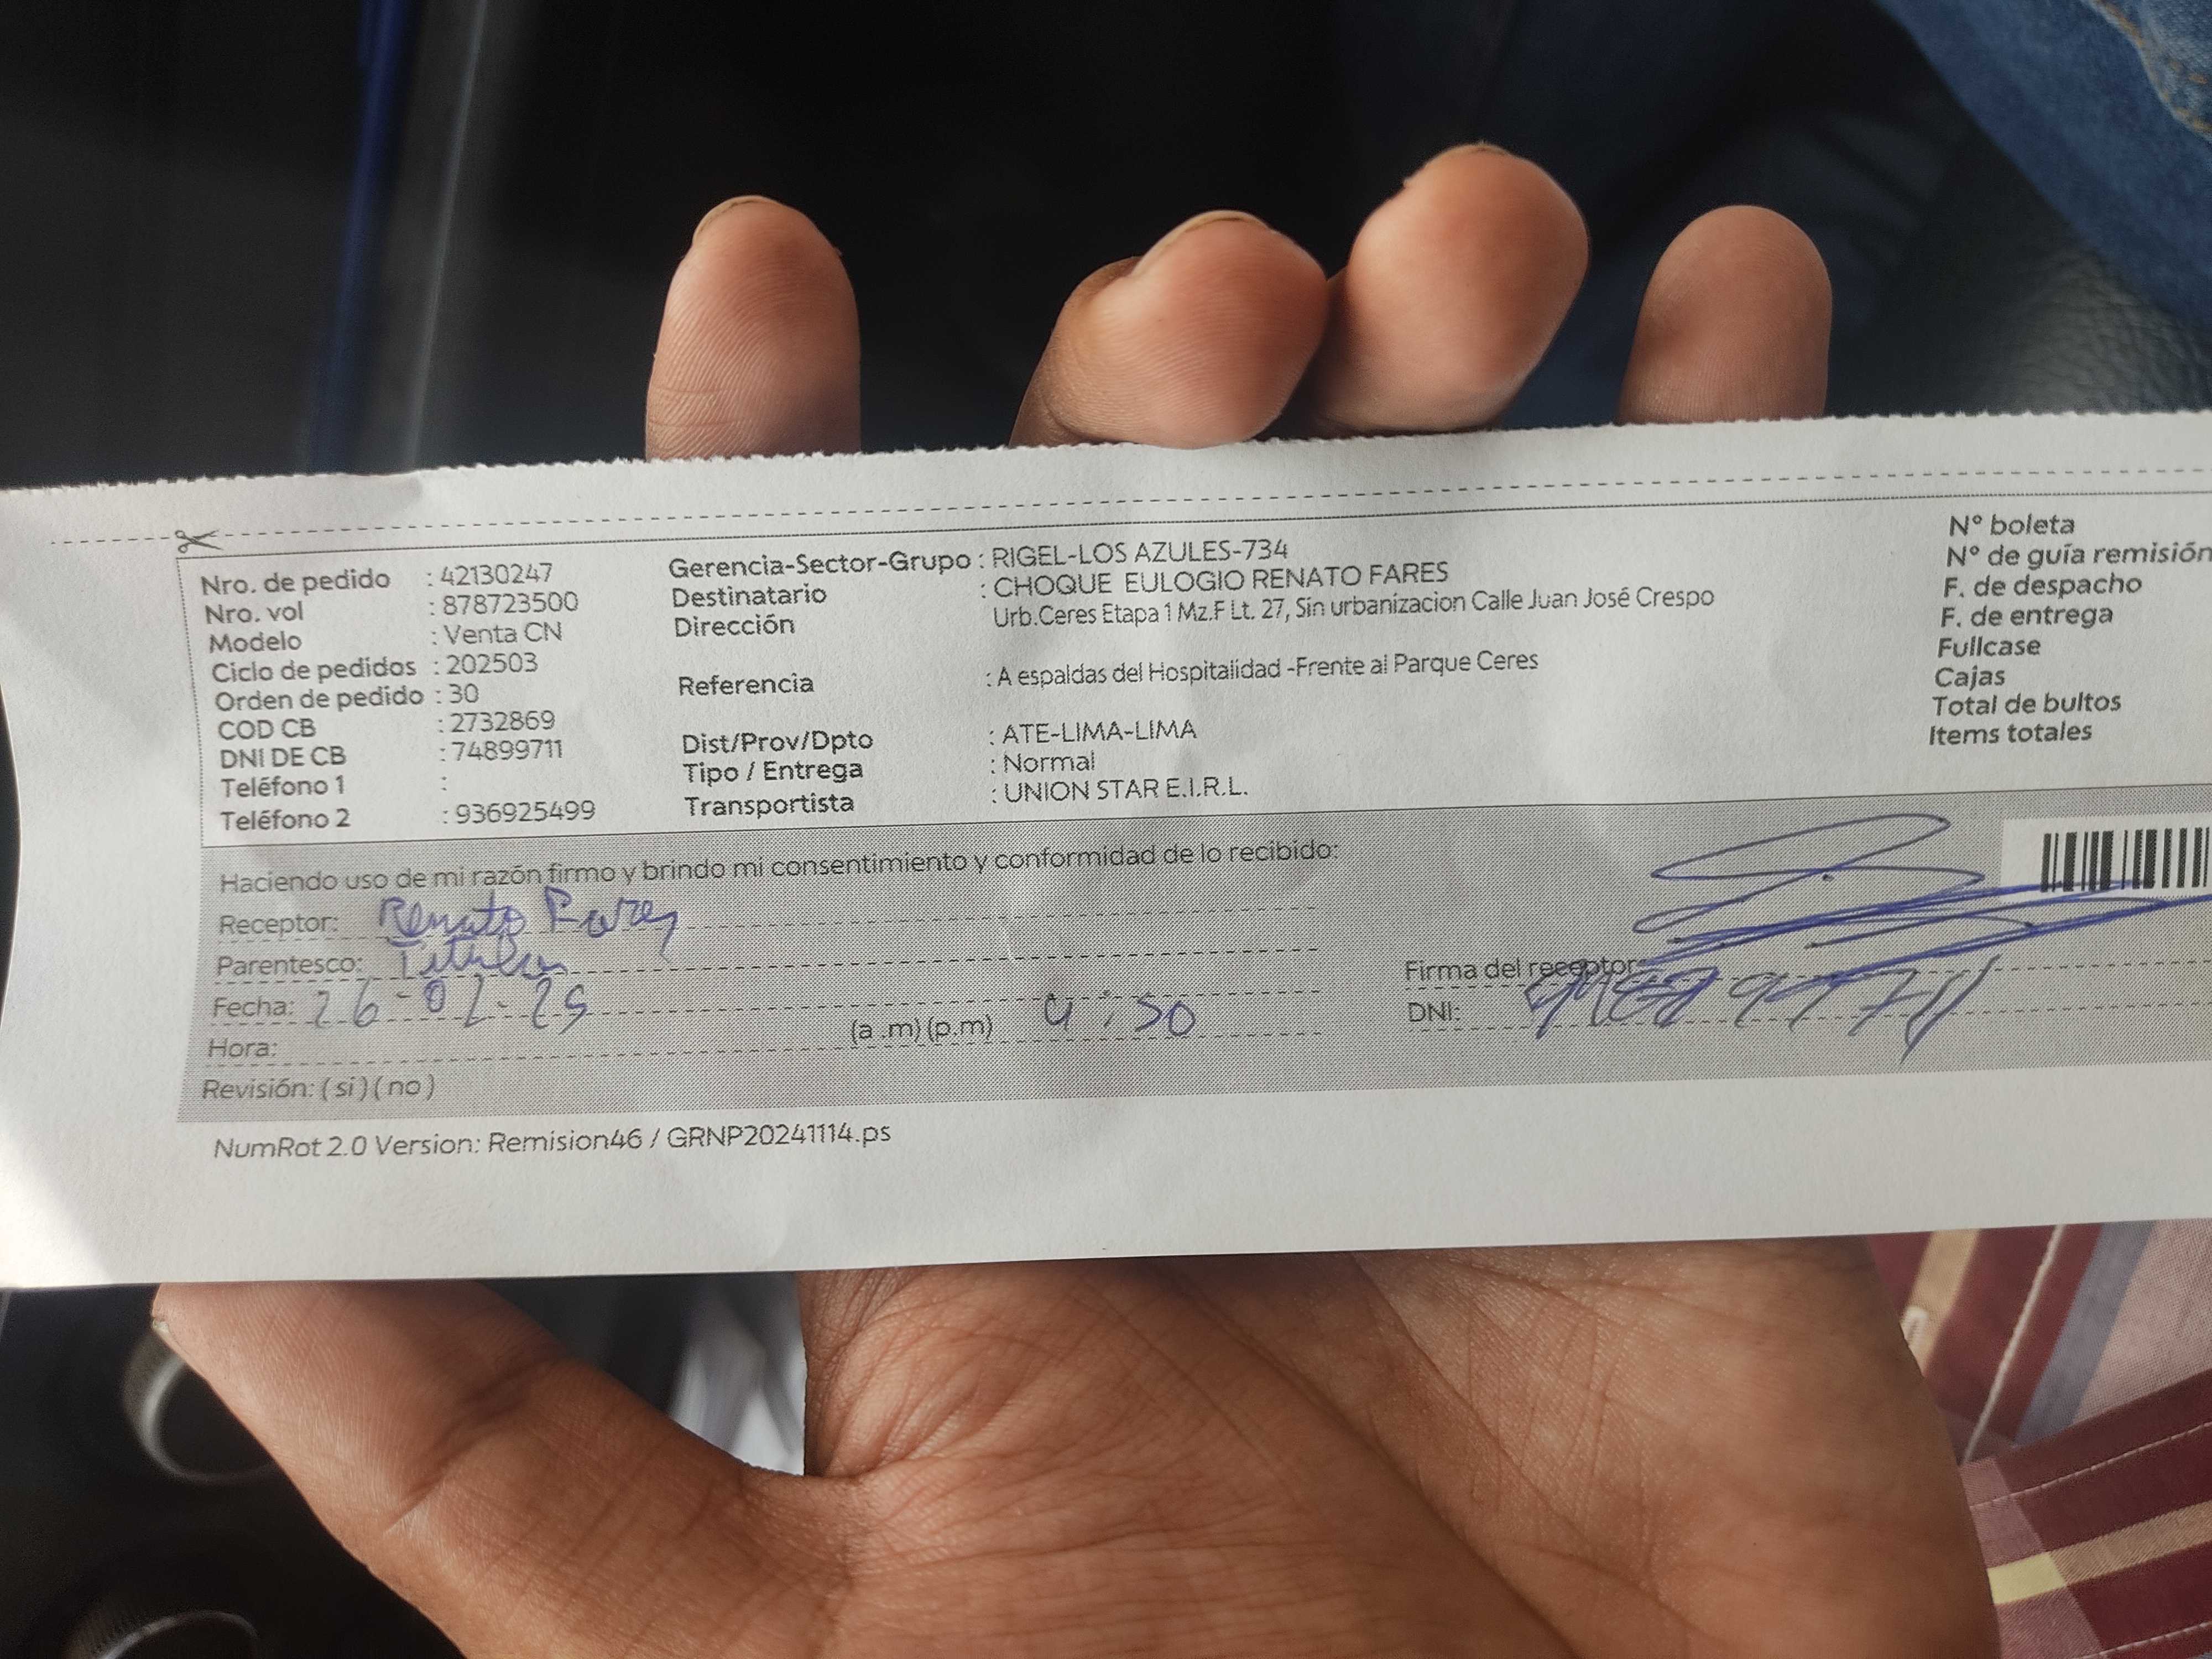 Nro. de pedido : 42130247
Nro. vol : 878723500
Modelo : Venta CN
Ciclo de pedidos : 202503
Orden de pedido : 30
COD CB : 2732869
DNI DE CB : 74899711
Teléfono 1 :
Teléfono 2 : 936925499
Gerencia-Sector-Grupo : RIGEL-LOS AZULES-734
Destinatario : CHOQUE EULOGIO RENATO FARES
Dirección Urb.Ceres Etapa 1 Mz.F Lt. 27, Sin urbanizacion Calle Juan José Crespo
Referencia : A espaldas del Hospitalidad -Frente al Parque Ceres
Dist/Prov/Dpto : ATE-LIMA-LIMA
Tipo / Entrega : Normal
Transportista : UNION STAR E.I.R.L.
N° boleta
N° de guía remisión
F. de despacho
F. de entrega
Fullcase
Cajas
Total de bultos
Items totales
Haciendo uso de mi razón firmo y brindo mi consentimiento y conformidad de lo recibido:
Receptor: Renato Fares
Parentesco: Titular
Fecha: 26-02-25
Hora: (a .m) (p.m) 4:30
Revisión: ( si ) ( no )
Firma del receptor:
DNI:
NumRot 2.0 Version: Remision46 / GRNP20241114.ps